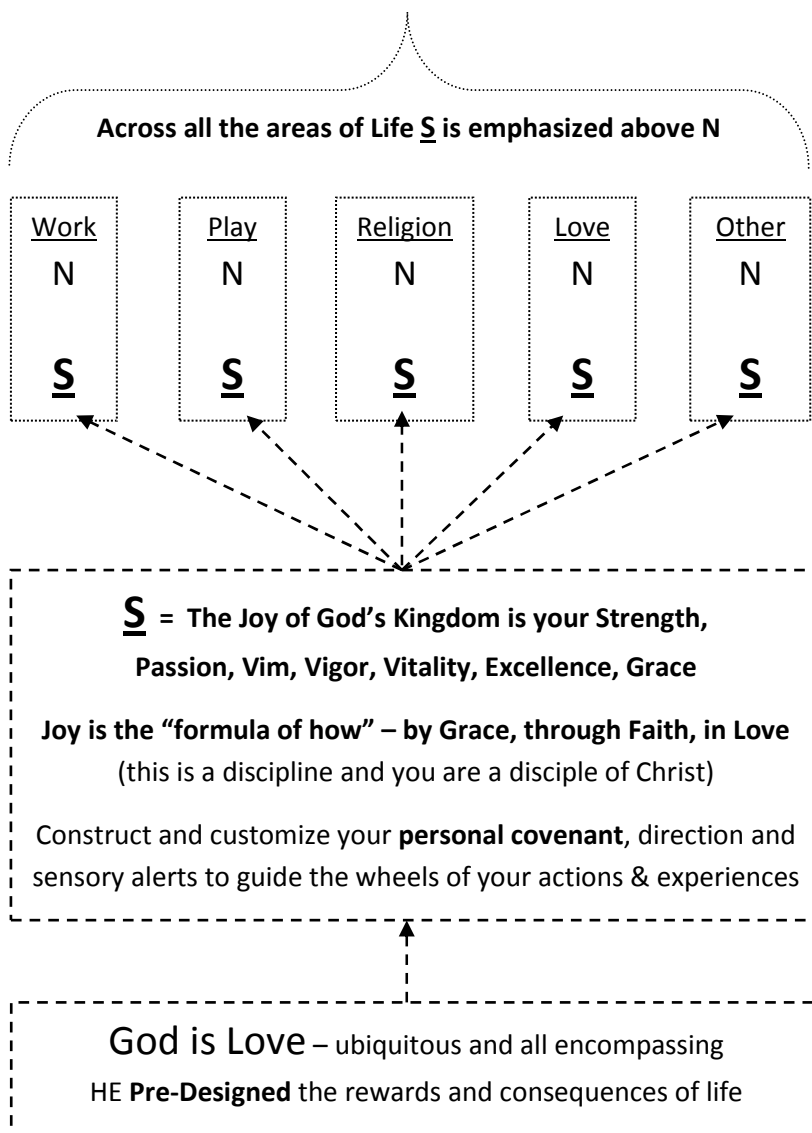 Across all the areas of Life S is emphasized above N
Work Play Religion Love Other
N N N N N
S S S S S
S = The Joy of God’s Kingdom is your Strength,
Passion, Vim, Vigor, Vitality, Excellence, Grace
Joy is the “formula of how” – by Grace, through Faith, in Love
(this is a discipline and you are a disciple of Christ)
Construct and customize your personal covenant, direction and
sensory alerts to guide the wheels of your actions & experiences
God is Love – ubiquitous and all encompassing
HE Pre-Designed the rewards and consequences of life